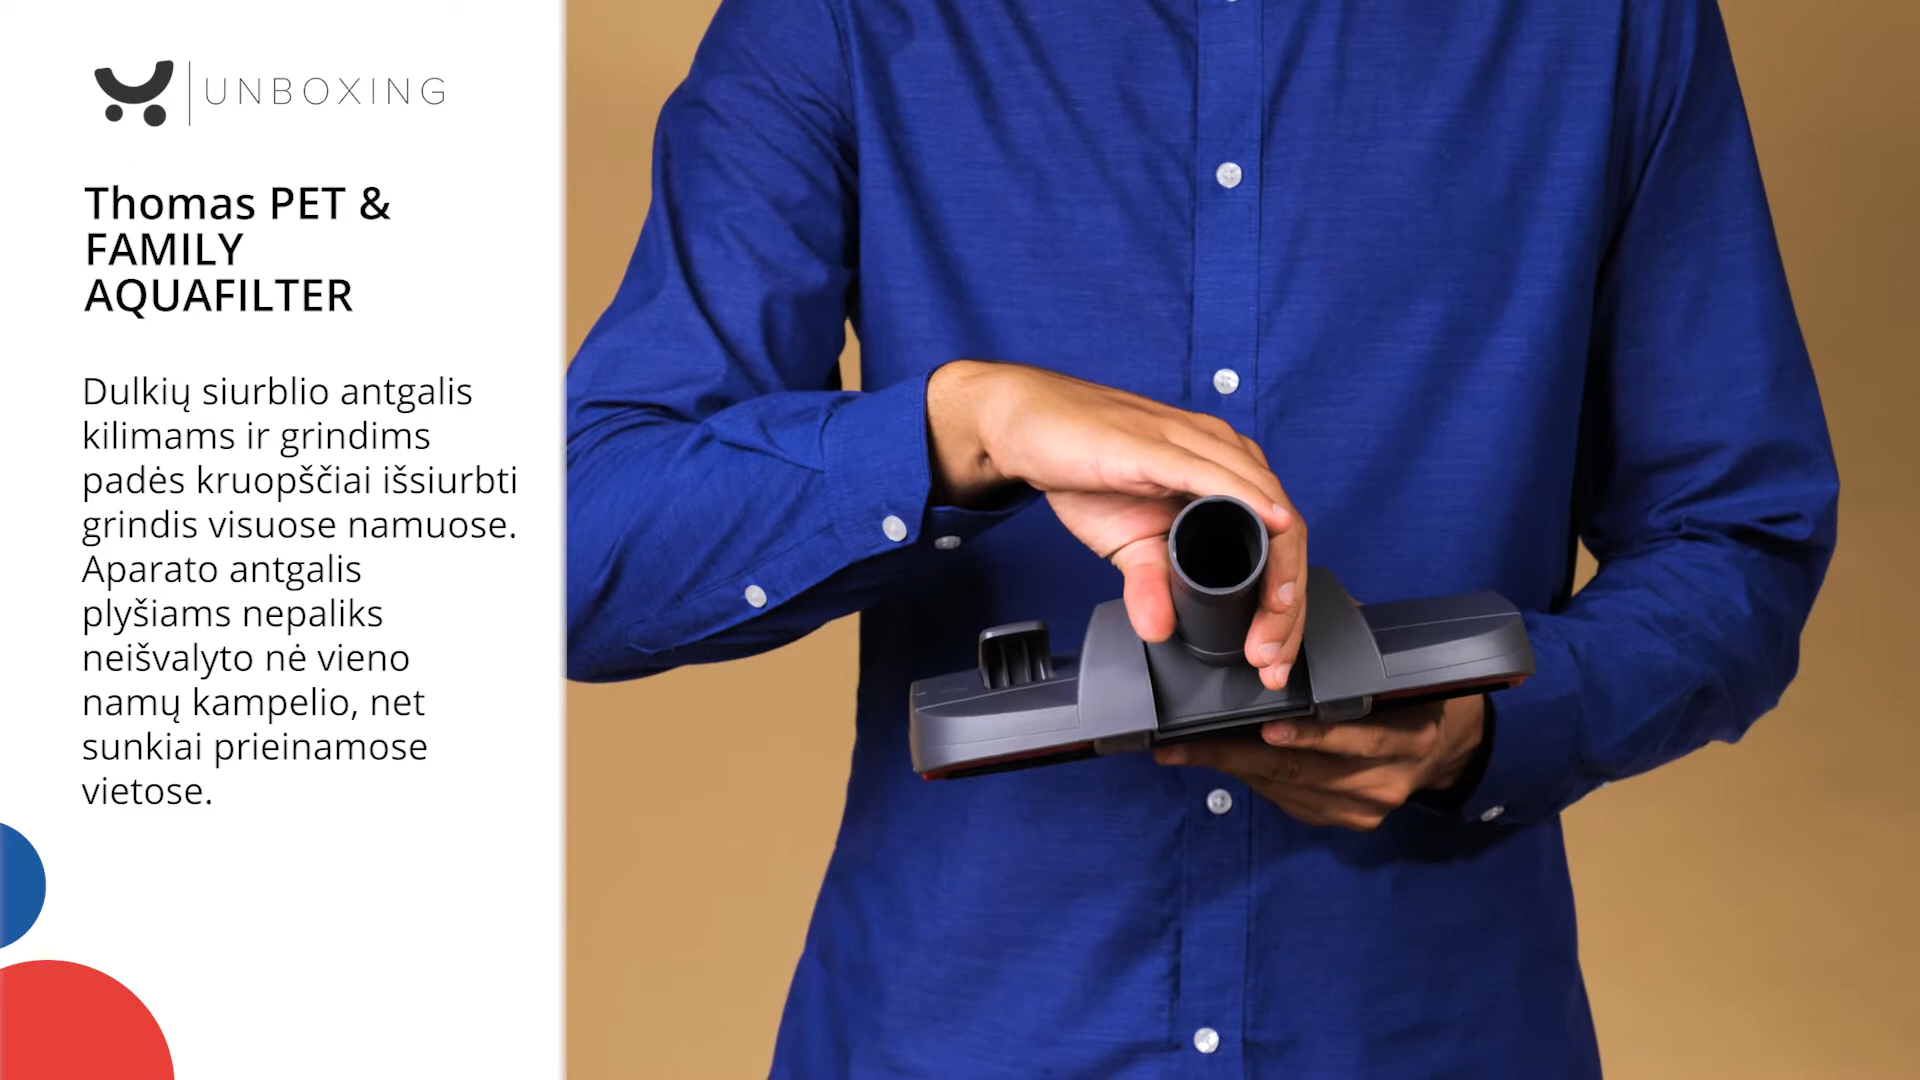 UNBOXING
Thomas PET &
FAMILY
AQUAFILTER
Dulkių siurblio antgalis
kilimams ir grindims
padės kruopščiai išsiurbti
grindis visuose namuose.
Aparato antgalis
plyšiams nepaliks
neišvalyto nė vieno
namų kampelio, net
sunkiai prieinamose
vietose.